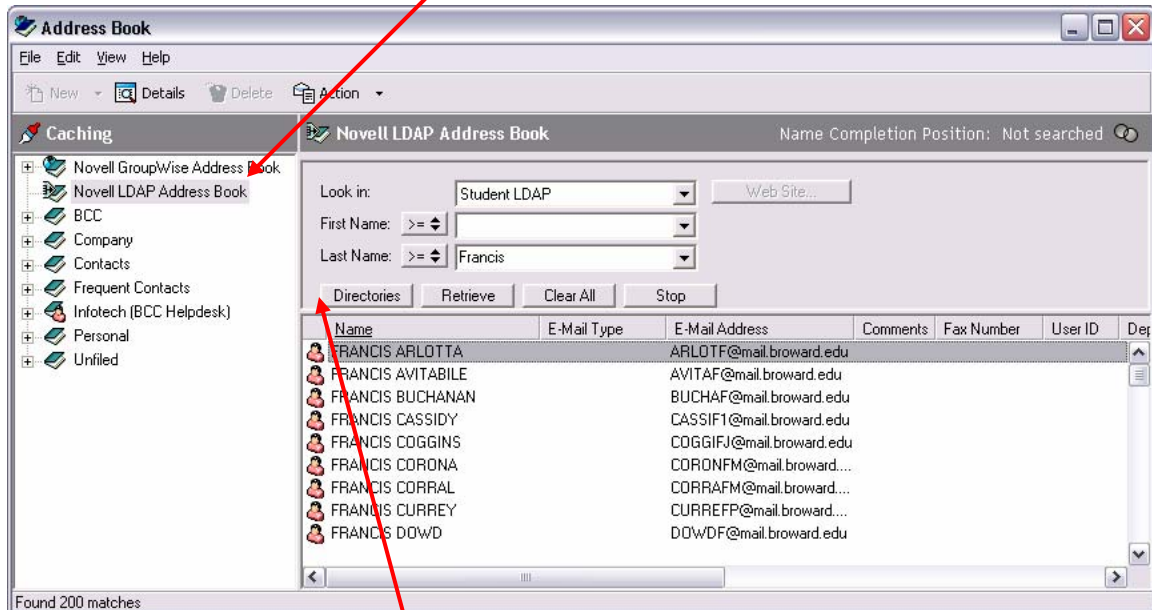 Address Book
File Edit View Help
New Details Delete Action
Caching
Novell LDAP Address Book Name Completion Position: Not searched
Novell GroupWise Address Book
Novell LDAP Address Book
BCC
Company
Contacts
Frequent Contacts
Infotech (BCC Helpdesk)
Personal
Unfiled
Look in: Student LDAP Web Site...
First Name: >=
Last Name: >= Francis
Directories Retrieve Clear All Stop
Name E-Mail Type E-Mail Address Comments Fax Number User ID Dep
FRANCIS ARLOTTA ARLOTF@mail.broward.edu
FRANCIS AVITABILE AVITAF@mail.broward.edu
FRANCIS BUCHANAN BUCHAF@mail.broward.edu
FRANCIS CASSIDY CASSIF1@mail.broward.edu
FRANCIS COGGINS COGGIFJ@mail.broward.edu
FRANCIS CORONA CORONFM@mail.broward....
FRANCIS CORRAL CORRAFM@mail.broward....
FRANCIS CURREY CURREFP@mail.broward....
FRANCIS DOWD DOWDF@mail.broward.edu
Found 200 matches